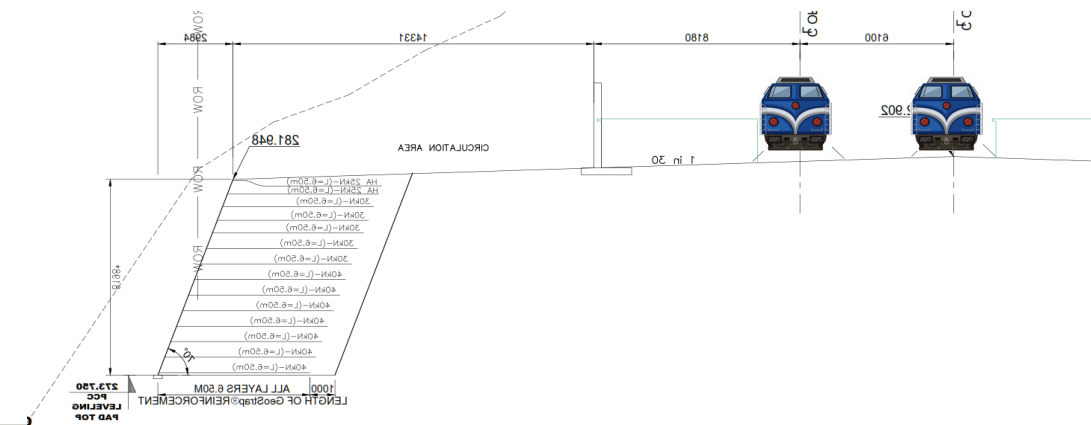 2984
14331
8180
6100
ROW
ROW
ROW
ROW
281.948
CIRCULATION AREA
1 in 30
HA 25kN-(L=6.50m)
HA 25kN-(L=6.50m)
30kN-(L=6.50m)
30kN-(L=6.50m)
30kN-(L=6.50m)
30kN-(L=6.50m)
30kN-(L=6.50m)
40kN-(L=6.50m)
40kN-(L=6.50m)
40kN-(L=6.50m)
40kN-(L=6.50m)
40kN-(L=6.50m)
40kN-(L=6.50m)
40kN-(L=6.50m)
8198*
70°
273.750
PCC
LEVELING
PAD TOP
ALL LAYERS 6.50M
1000
LENGTH OF GeoStrap®REINFORCEMENT